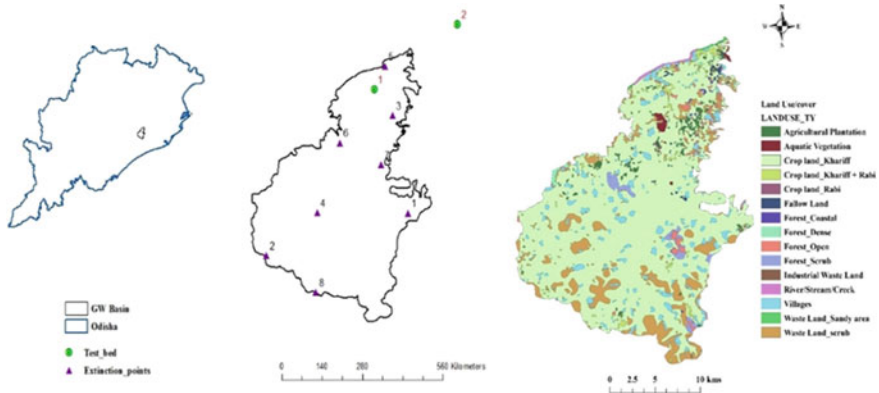 N
W E
S
2
5
1
3
6
7
4
1
2
8
GW Basin
Odisha
Test_bed
Extinction_points
0 140 280 560 Kilometers
Land Use/cover
LANDUSE_TY
Agricultural Plantation
Aquatic Vegetation
Crop land_Khariff
Crop land_Khariff + Rabi
Crop land_Rabi
Fallow Land
Forest_Coastal
Forest_Dense
Forest_Open
Forest_Scrub
Industrial Waste Land
River/Stream/Creek
Villages
Waste Land_Sandy area
Waste Land_scrub
0 2.5 5 10 kms